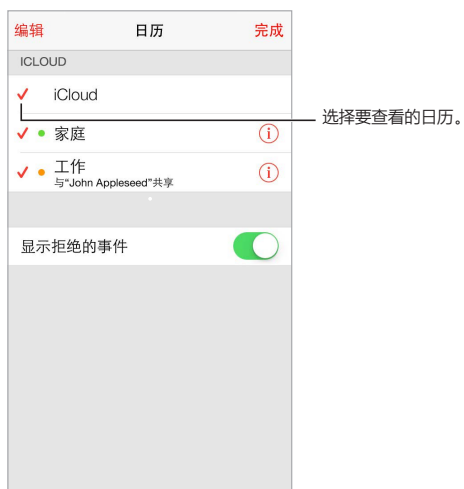 编辑 日历 完成
ICLOUD
iCloud
选择要查看的日历。
家庭
工作
与“John Appleseed”共享
显示拒绝的事件